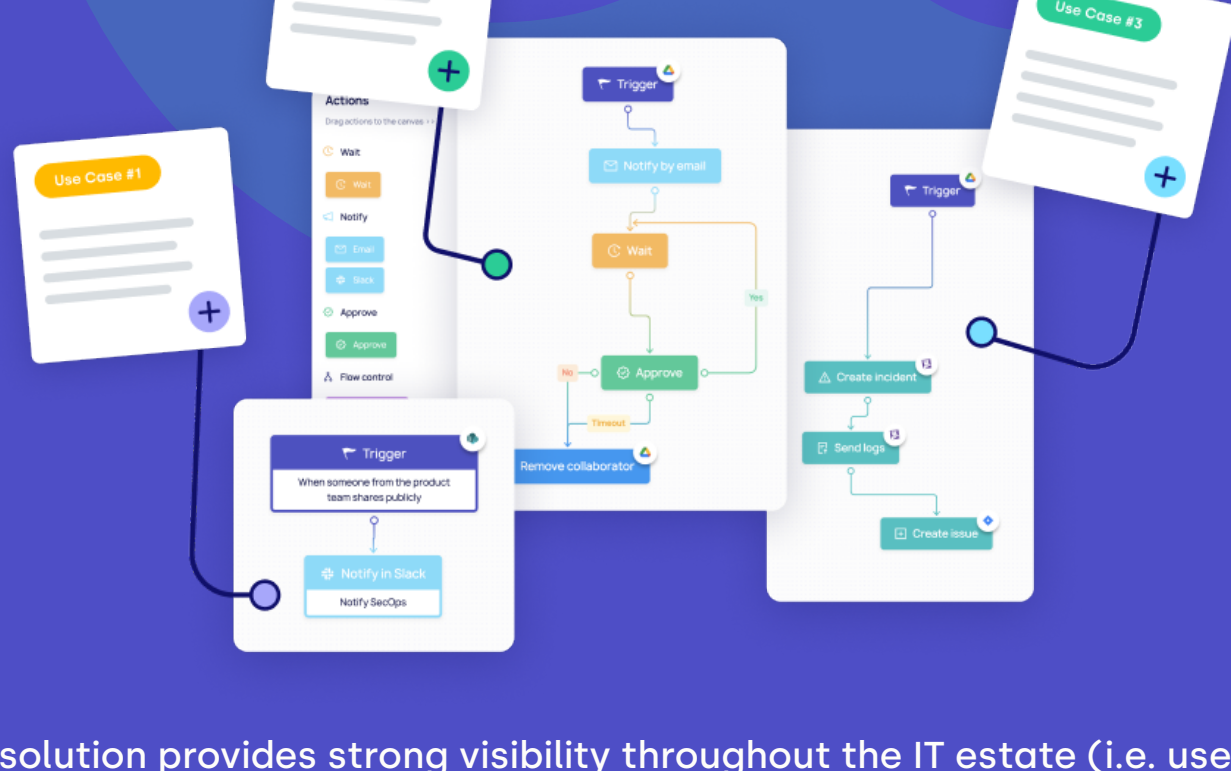 Use Case #3
Use Case #1
Actions
Drag actions to the canvas
Wait
Wait
Notify
Email
Slack
Approve
Approve
Flow control
Trigger
Notify by email
Wait
Yes
No
Approve
Timeout
Remove collaborator
Trigger
Create incident
Send logs
Create issue
Trigger
When someone from the product
team shares publicly
Notify in Slack
Notify SecOps
solution provides strong visibility throughout the IT estate (i.e. use